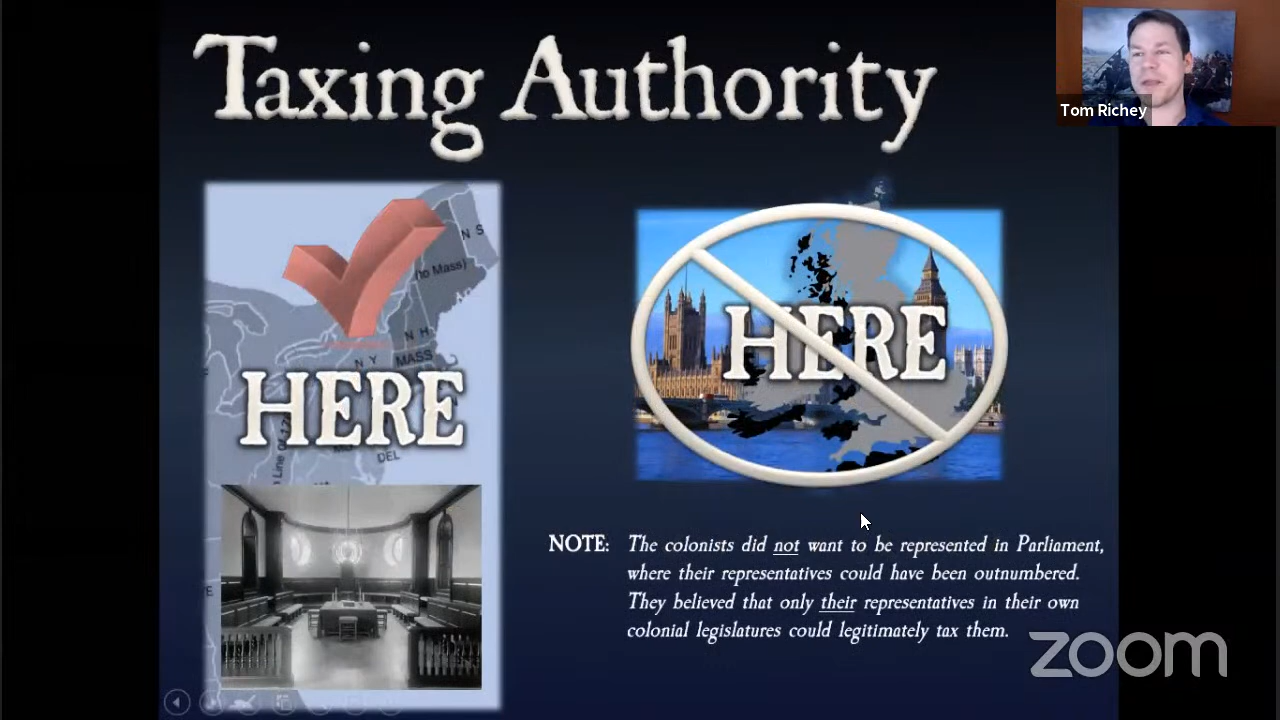 Taxing Authority
Tom Richey
N S
(to Mass)
N H
N Y
MASS
HERE
DEL
HERE
NOTE: The colonists did not want to be represented in Parliament,
where their representatives could have been outnumbered.
They believed that only their representatives in their own
colonial legislatures could legitimately tax them.
zoom